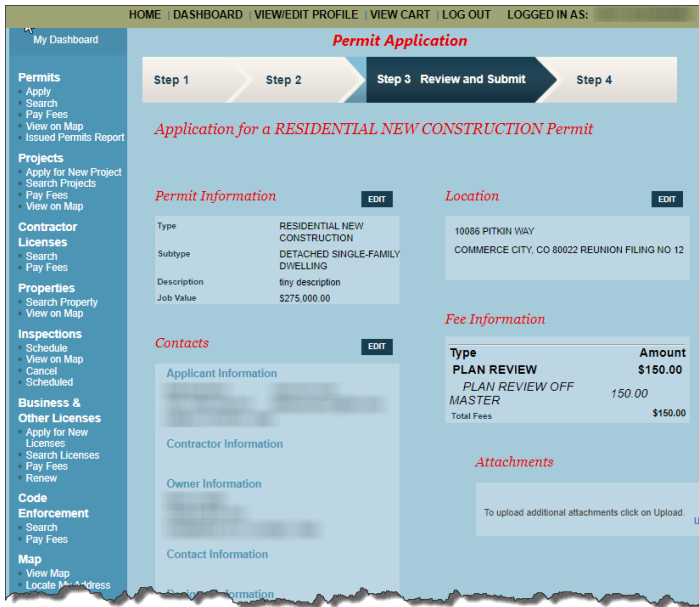 HOME | DASHBOARD | VIEW/EDIT PROFILE | VIEW CART | LOG OUT LOGGED IN AS:
My Dashboard
Permits
Apply
Search
Pay Fees
View on Map
Issued Permits Report
Projects
Apply for New Project
Search Projects
Pay Fees
View on Map
Contractor
Licenses
Search
Pay Fees
Properties
Search Property
View on Map
Inspections
Schedule
View on Map
Cancel
Scheduled
Business &
Other Licenses
Apply for New
Licenses
Search Licenses
Pay Fees
Renew
Code
Enforcement
Search
Pay Fees
Map
View Map
Locate My Address
Permit Application
Step 1 Step 2 Step 3 Review and Submit Step 4
Application for a RESIDENTIAL NEW CONSTRUCTION Permit
Permit Information EDIT
Type RESIDENTIAL NEW
CONSTRUCTION
Subtype DETACHED SINGLE-FAMILY
DWELLING
Description tiny description
Job Value $275,000.00
Contacts EDIT
Applicant Information
Contractor Information
Owner Information
Contact Information
Location EDIT
10086 PITKIN WAY
COMMERCE CITY, CO 80022 REUNION FILING NO 12
Fee Information
Type Amount
PLAN REVIEW $150.00
PLAN REVIEW OFF
MASTER 150.00
Total Fees $150.00
Attachments
To upload additional attachments click on Upload.